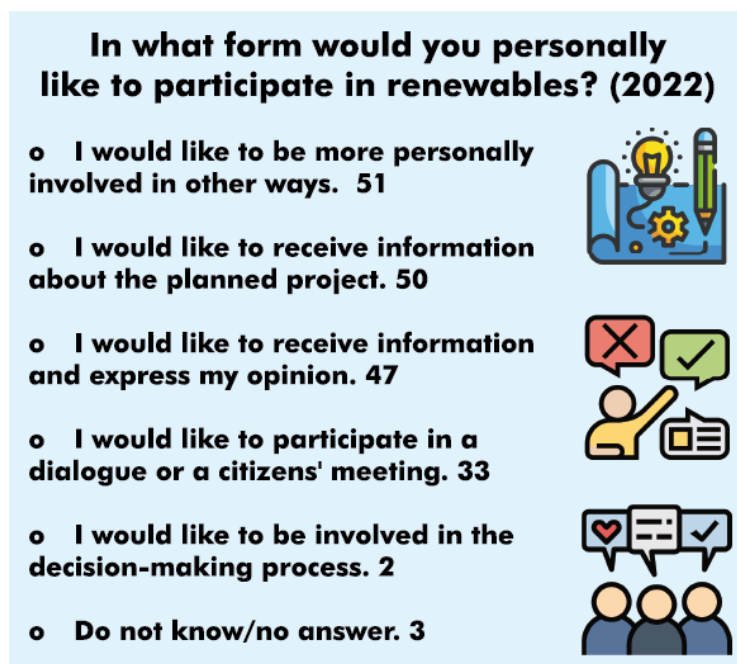 In what form would you personally
like to participate in renewables? (2022)
o I would like to be more personally
involved in other ways. 51
o I would like to receive information
about the planned project. 50
o I would like to receive information
and express my opinion. 47
o I would like to participate in a
dialogue or a citizens' meeting. 33
o I would like to be involved in the
decision-making process. 2
o Do not know/no answer. 3